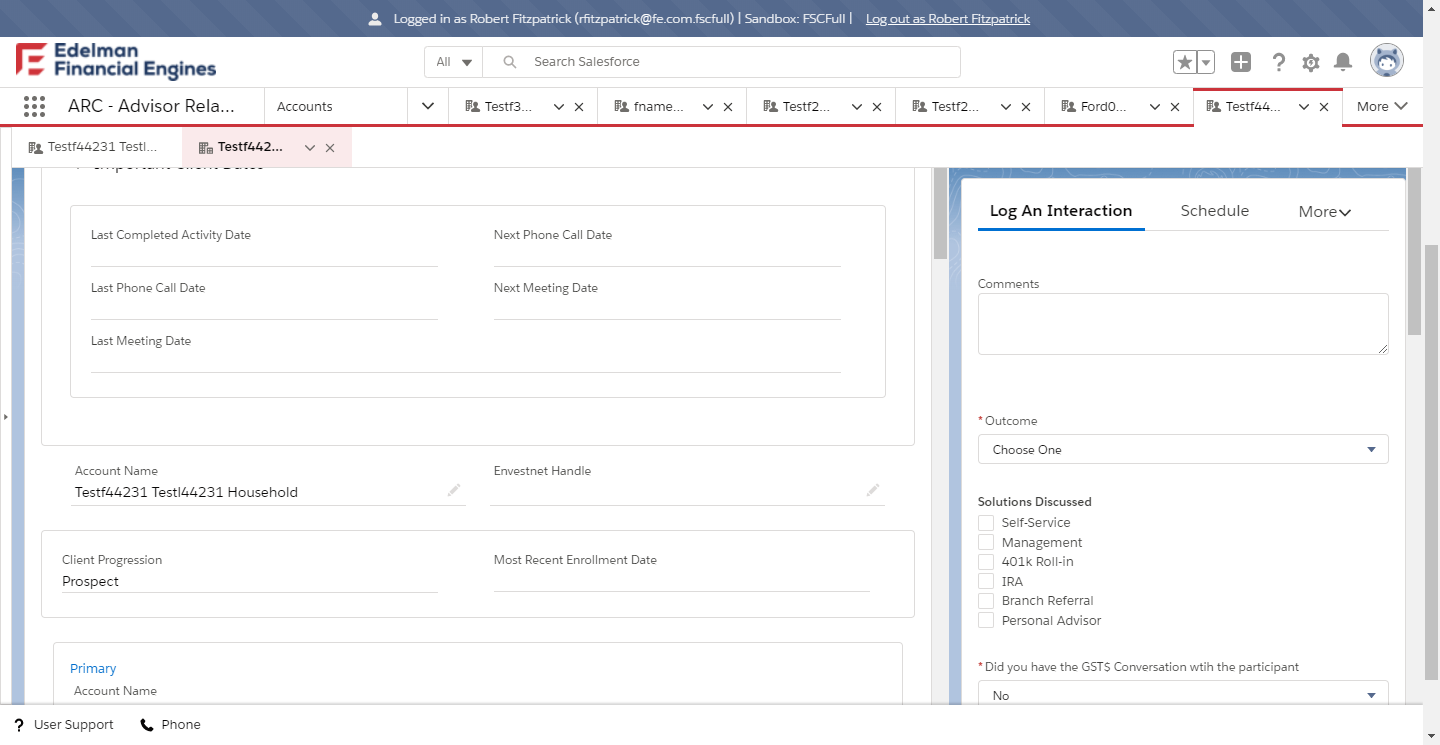 Logged in as Robert Fitzpatrick (rfitzpatrick@fe.com.fscfull) | Sandbox: FSCFull | Log out as Robert Fitzpatrick
Edelman
Financial Engines
All
Search Salesforce
ARC - Advisor Rela...
Accounts
Testf3...
fname...
Testf2...
Testf2...
Ford0...
Testf44...
More
Testf44231 Testl...
Testf442...
Important Client Dates
Last Completed Activity Date
Next Phone Call Date
Last Phone Call Date
Next Meeting Date
Last Meeting Date
Account Name
Testf44231 Testl44231 Household
Envestnet Handle
Client Progression
Prospect
Most Recent Enrollment Date
Primary
Account Name
Log An Interaction
Schedule
More
Comments
*Outcome
Choose One
Solutions Discussed
Self-Service
Management
401k Roll-in
IRA
Branch Referral
Personal Advisor
*Did you have the GST$ Conversation wtih the participant
No
? User Support
Phone